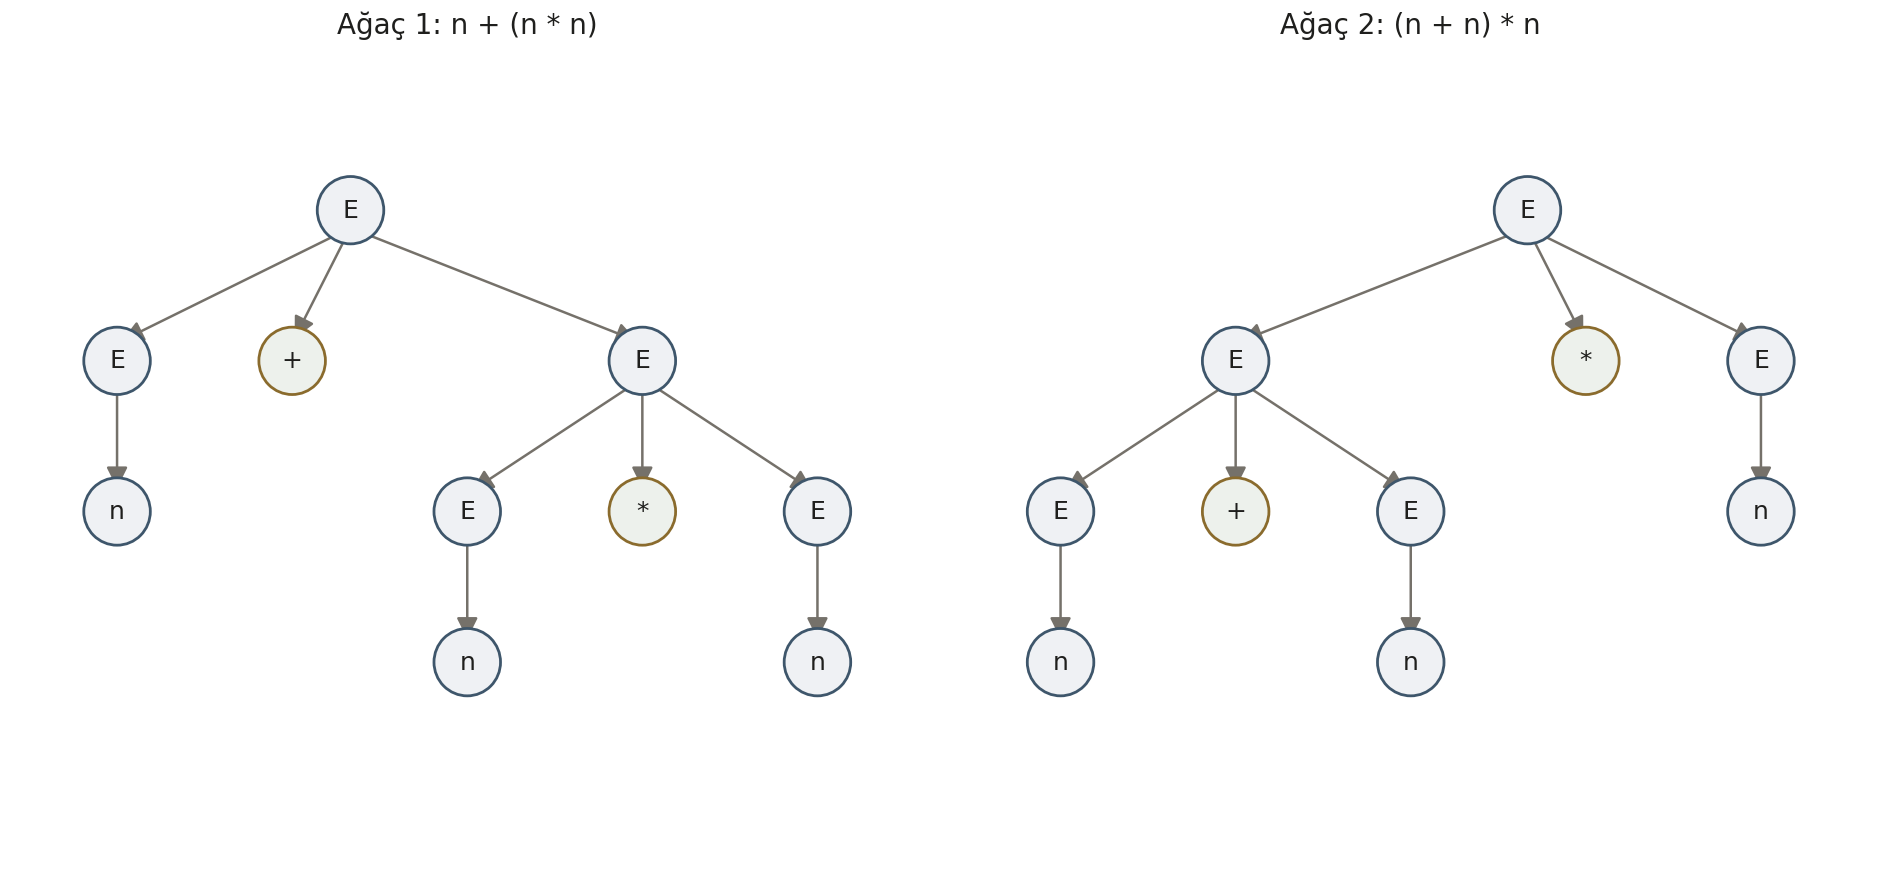 Ağaç 1: n + (n * n)
E
E + E
n E * E
n n
Ağaç 2: (n + n) * n
E
E * E
E + E n
n n